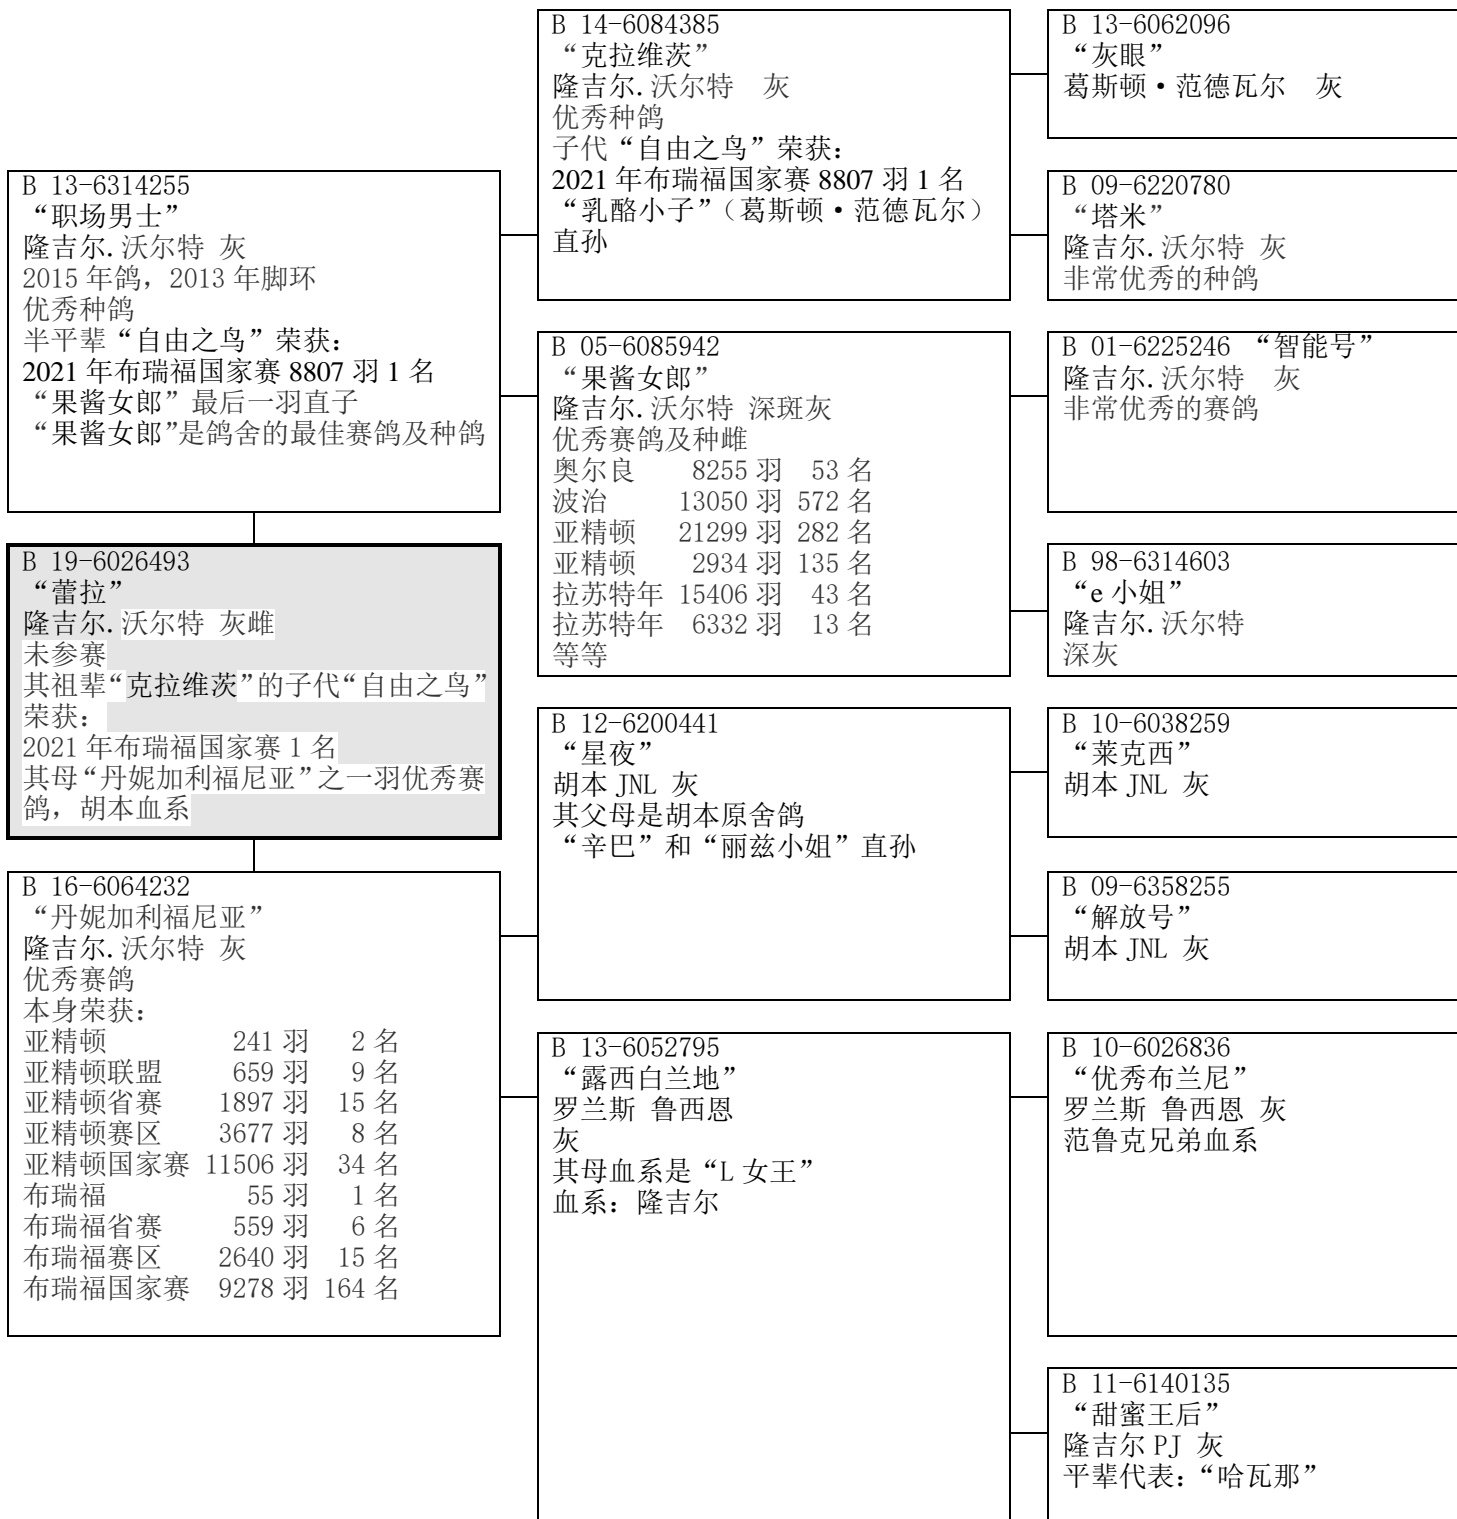 B 13-6314255
“职场男士”
隆吉尔.沃尔特 灰
2015 年鸽，2013 年脚环
优秀种鸽
半平辈“自由之鸟”荣获：
2021 年布瑞福国家赛 8807 羽 1 名
“果酱女郎”最后一羽直子
“果酱女郎”是鸽舍的最佳赛鸽及种鸽
B 19-6026493
“蕾拉”
隆吉尔.沃尔特 灰雌
未参赛
其祖辈“克拉维茨”的子代“自由之鸟”
荣获：
2021 年布瑞福国家赛 1 名
其母“丹妮加利福尼亚”之一羽优秀赛
鸽，胡本血系
B 16-6064232
“丹妮加利福尼亚”
隆吉尔.沃尔特 灰
优秀赛鸽
本身荣获：
亚精顿 241 羽 2 名
亚精顿联盟 659 羽 9 名
亚精顿省赛 1897 羽 15 名
亚精顿赛区 3677 羽 8 名
亚精顿国家赛 11506 羽 34 名
布瑞福 55 羽 1 名
布瑞福省赛 559 羽 6 名
布瑞福赛区 2640 羽 15 名
布瑞福国家赛 9278 羽 164 名
B 14-6084385
“克拉维茨”
隆吉尔.沃尔特 灰
优秀种鸽
子代“自由之鸟”荣获：
2021 年布瑞福国家赛 8807 羽 1 名
“乳酪小子”（葛斯顿•范德瓦尔）
直孙
B 05-6085942
“果酱女郎”
隆吉尔.沃尔特 深斑灰
优秀赛鸽及种雌
奥尔良 8255 羽 53 名
波治 13050 羽 572 名
亚精顿 21299 羽 282 名
亚精顿 2934 羽 135 名
拉苏特年 15406 羽 43 名
拉苏特年 6332 羽 13 名
等等
B 12-6200441
“星夜”
胡本 JNL 灰
其父母是胡本原舍鸽
“辛巴”和“丽兹小姐”直孙
B 13-6052795
“露西白兰地”
罗兰斯 鲁西恩
灰
其母血系是“L 女王”
血系：隆吉尔
B 13-6062096
“灰眼”
葛斯顿•范德瓦尔 灰
B 09-6220780
“塔米”
隆吉尔.沃尔特 灰
非常优秀的种鸽
B 01-6225246 “智能号”
隆吉尔.沃尔特 灰
非常优秀的赛鸽
B 98-6314603
“e 小姐”
隆吉尔.沃尔特
深灰
B 10-6038259
“莱克西”
胡本 JNL 灰
B 09-6358255
“解放号”
胡本 JNL 灰
B 10-6026836
“优秀布兰尼”
罗兰斯 鲁西恩 灰
范鲁克兄弟血系
B 11-6140135
“甜蜜王后”
隆吉尔 PJ 灰
平辈代表：“哈瓦那”